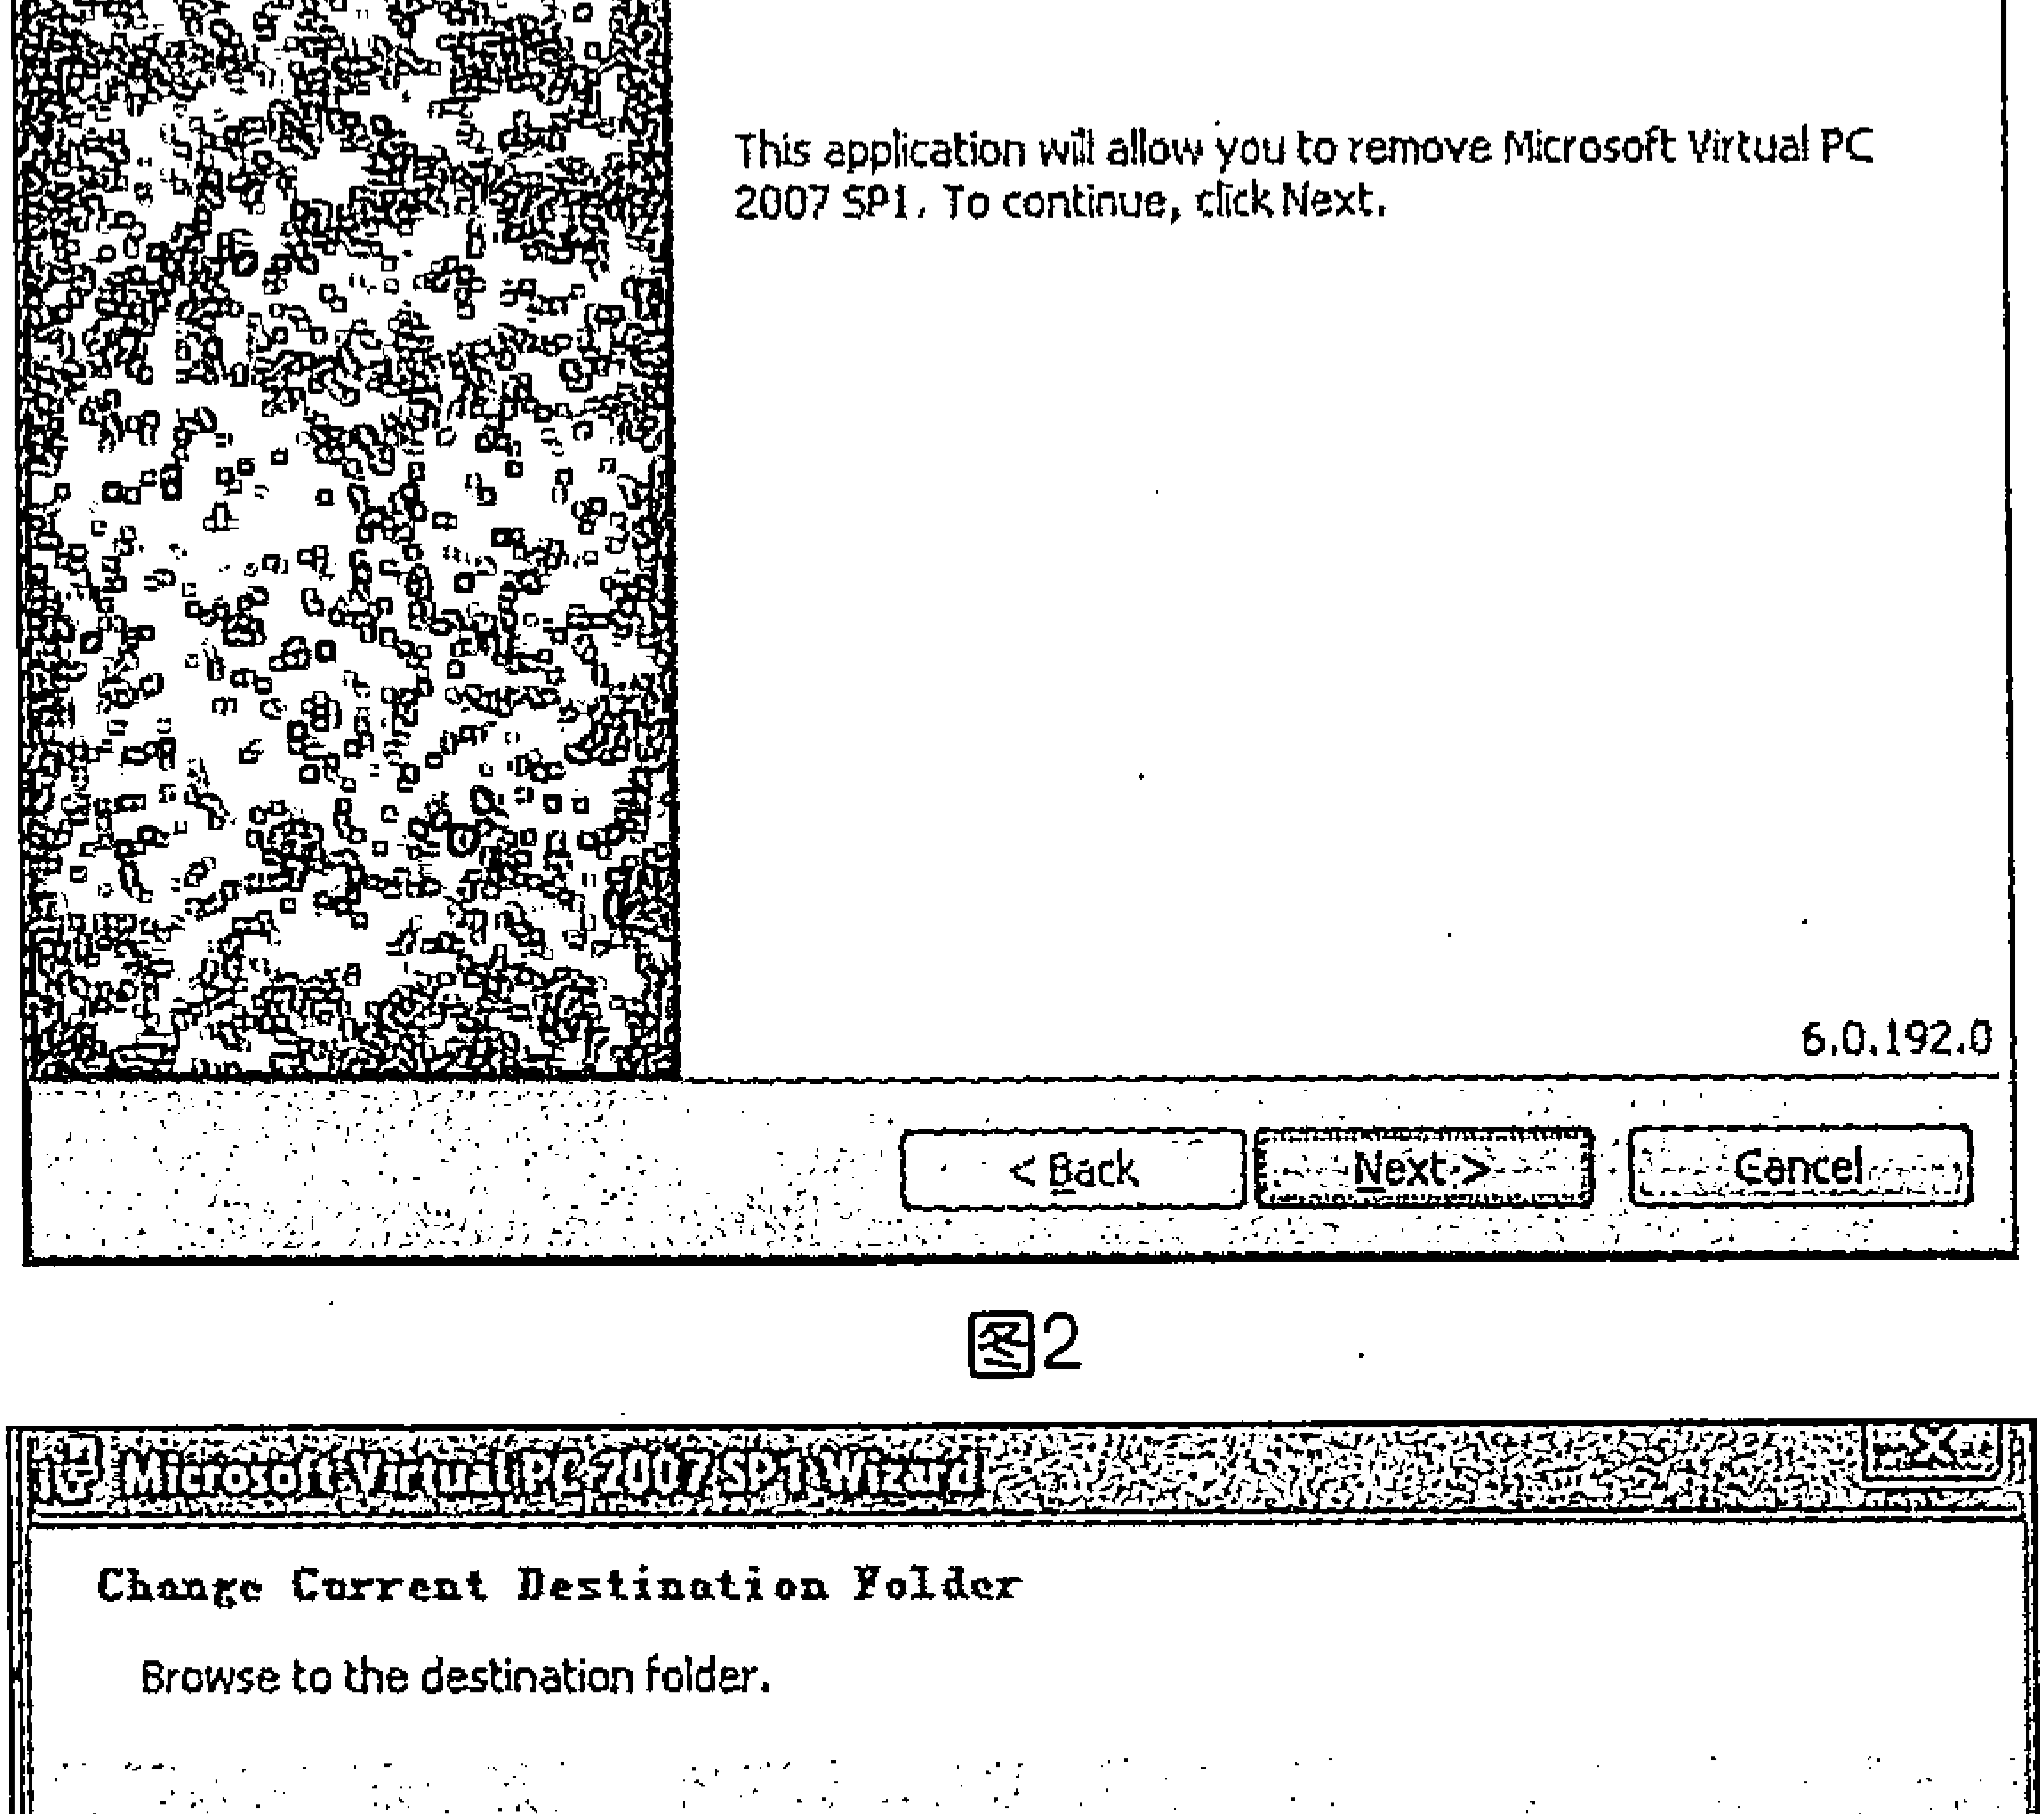 This application will allow you to remove Microsoft Virtual PC
2007 SP1. To continue, click Next.
6.0.192.0
< Back
Next >
Cancel
图2
Microsoft Virtual PC 2007 SP1 Wizard
Change Current Destination Folder
Browse to the destination folder.